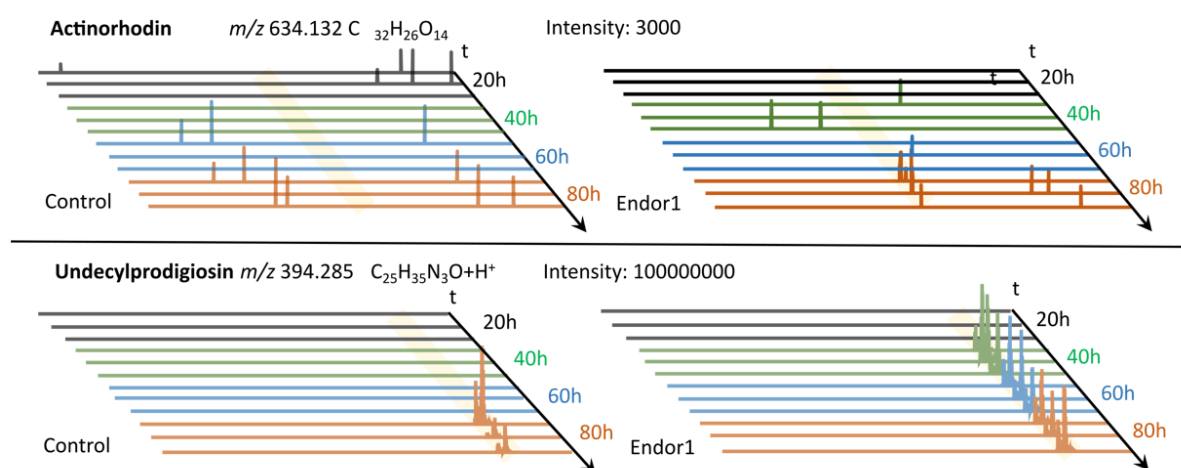 Actinorhodin m/z 634.132 C 32H26O14 Intensity: 3000
t
20h
40h
60h
80h
Control
t
20h
40h
60h
80h
Endor1
Undecylprodigiosin m/z 394.285 C25H35N3O+H+ Intensity: 100000000
t
20h
40h
60h
80h
Control
t
20h
40h
60h
80h
Endor1